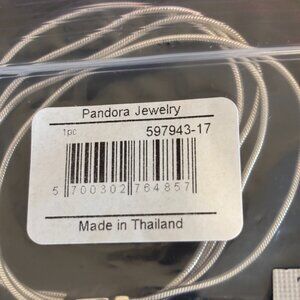 Pandora Jewelry
1pc 597943-17
5 700302 764857
Made in Thailand